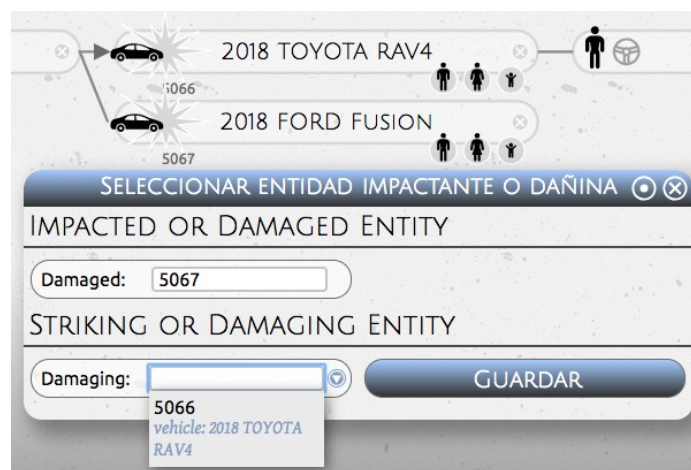 2018 TOYOTA RAV4
5066
2018 FORD FUSION
5067
SELECCIONAR ENTIDAD IMPACTANTE O DAÑINA
IMPACTED OR DAMAGED ENTITY
Damaged: 5067
STRIKING OR DAMAGING ENTITY
Damaging:
GUARDAR
5066
vehicle: 2018 TOYOTA
RAV4